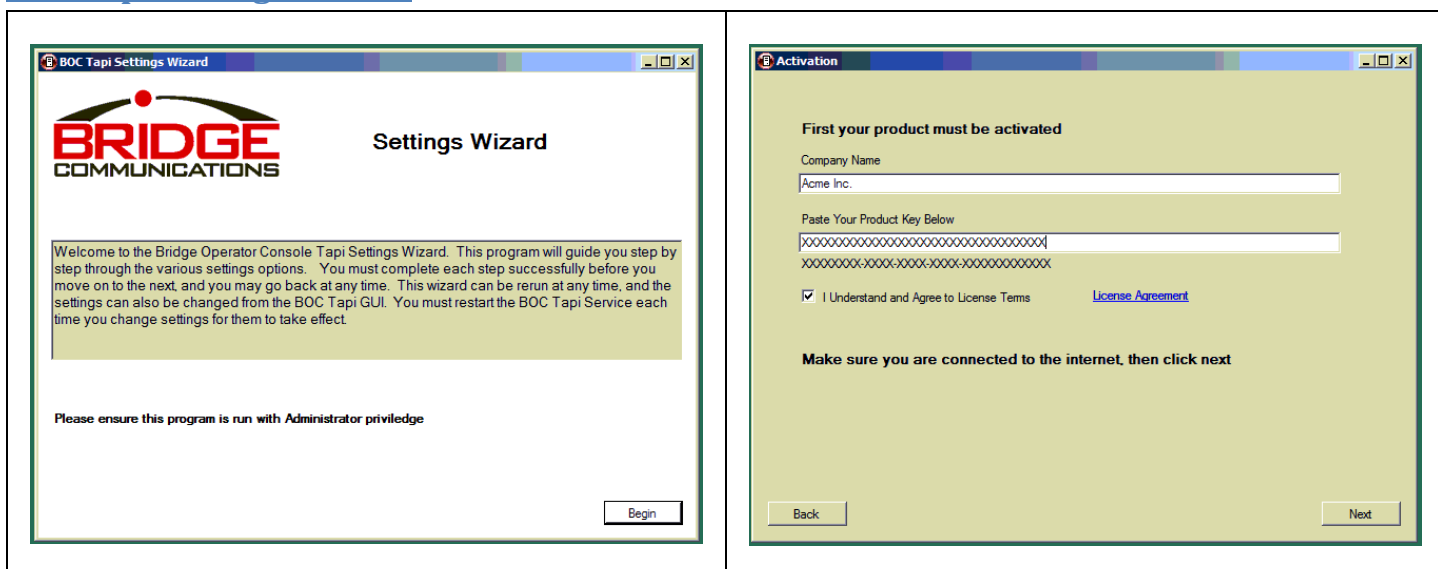 BOC Tapi Settings Wizard
BRIDGE
COMMUNICATIONS
Settings Wizard
Welcome to the Bridge Operator Console Tapi Settings Wizard. This program will guide you step by
step through the various settings options. You must complete each step successfully before you
move on to the next, and you may go back at any time. This wizard can be rerun at any time, and the
settings can also be changed from the BOC Tapi GUI. You must restart the BOC Tapi Service each
time you change settings for them to take effect.
Please ensure this program is run with Administrator priviledge
Begin
Activation
First your product must be activated
Company Name
Acme Inc.
Paste Your Product Key Below
XXXXXXXXXXXXXXXXXXXXXXXXXXXXXXXXXX
XXXXXXXX-XXXX-XXXX-XXXX-XXXXXXXXXXXX
I Understand and Agree to License Terms
License Agreement
Make sure you are connected to the internet, then click next
Back
Next